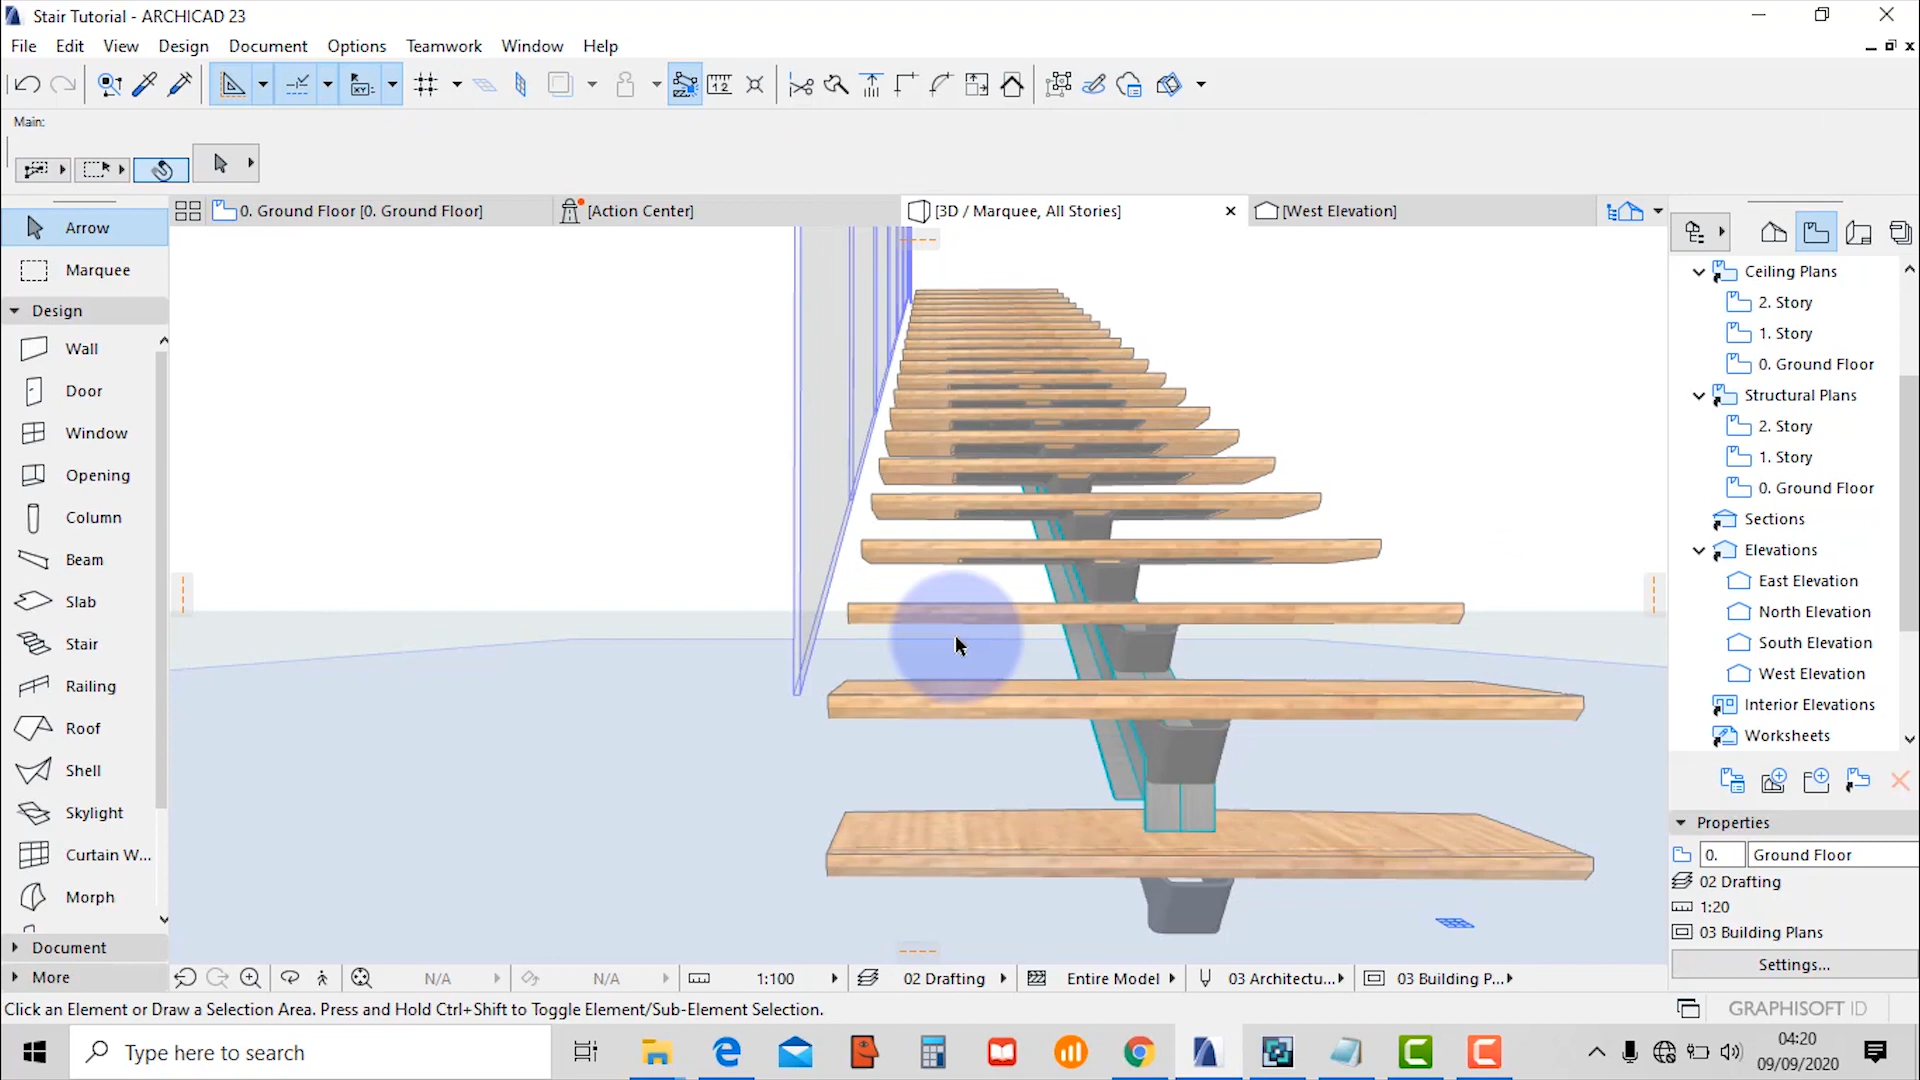 Stair Tutorial - ARCHICAD 23
File Edit View Design Document Options Teamwork Window Help
Main:
Arrow
Marquee
Design
Wall
Door
Window
Opening
Column
Beam
Slab
Stair
Railing
Roof
Shell
Skylight
Curtain W...
Morph
Document
More
0. Ground Floor [0. Ground Floor]
[Action Center]
[3D / Marquee, All Stories]
[West Elevation]
Ceiling Plans
2. Story
1. Story
0. Ground Floor
Structural Plans
2. Story
1. Story
0. Ground Floor
Sections
Elevations
East Elevation
North Elevation
South Elevation
West Elevation
Interior Elevations
Worksheets
Properties
0. Ground Floor
02 Drafting
1:20
03 Building Plans
Settings...
N/A N/A 1:100 02 Drafting Entire Model 03 Architectu... 03 Building P...
Click an Element or Draw a Selection Area. Press and Hold Ctrl+Shift to Toggle Element/Sub-Element Selection.
GRAPHISOFT ID
Type here to search
04:20
09/09/2020